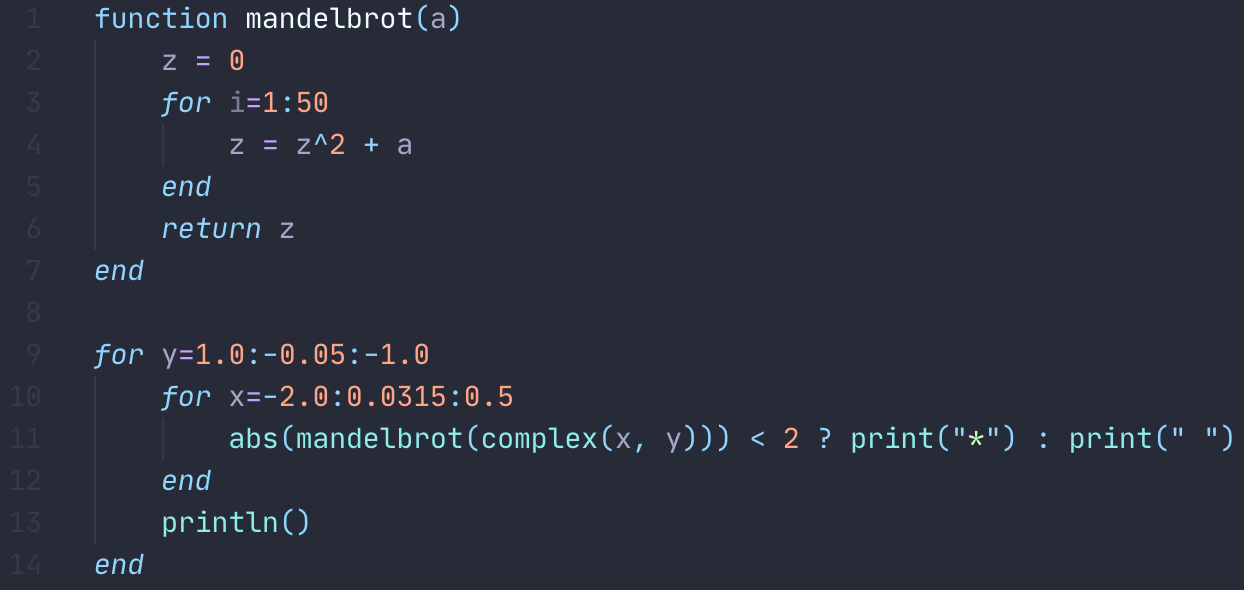 1 function mandelbrot(a)
2     z = 0
3     for i=1:50
4         z = z^2 + a
5     end
6     return z
7 end
8
9 for y=1.0:-0.05:-1.0
10     for x=-2.0:0.0315:0.5
11         abs(mandelbrot(complex(x, y))) < 2 ? print("*") : print(" ")
12     end
13     println()
14 end